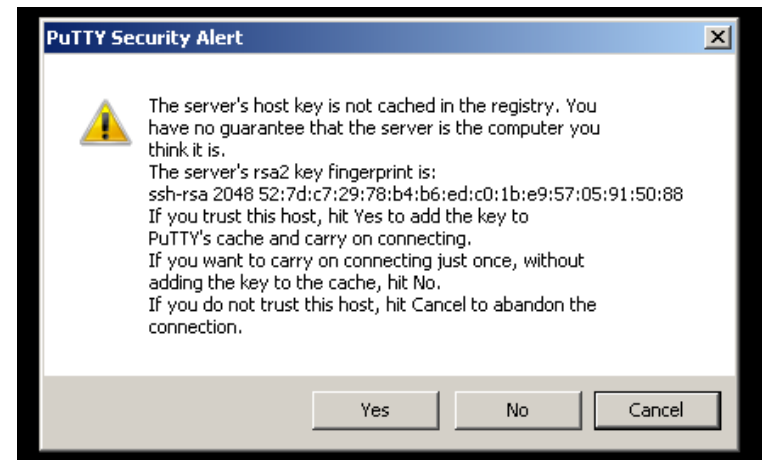 PuTTY Security Alert
The server's host key is not cached in the registry. You
have no guarantee that the server is the computer you
think it is.
The server's rsa2 key fingerprint is:
ssh-rsa 2048 52:7d:c7:29:78:b4:b6:ed:c0:1b:e9:57:05:91:50:88
If you trust this host, hit Yes to add the key to
PuTTY's cache and carry on connecting.
If you want to carry on connecting just once, without
adding the key to the cache, hit No.
If you do not trust this host, hit Cancel to abandon the
connection.
Yes No Cancel